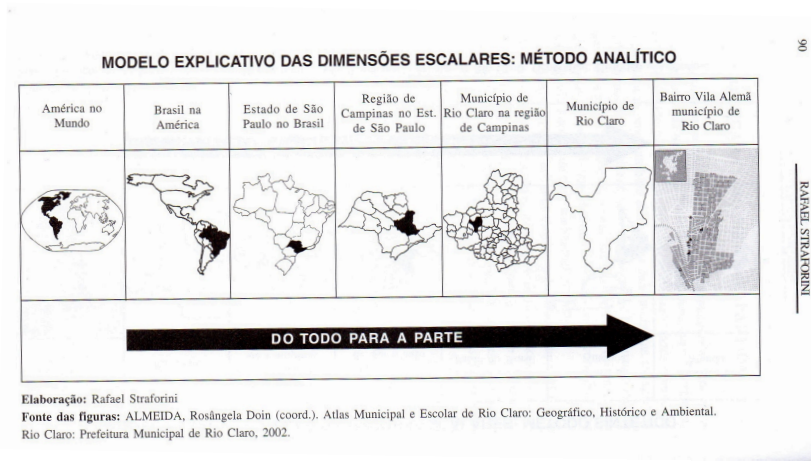 90
RAFAEL STRAFORINI
MODELO EXPLICATIVO DAS DIMENSÕES ESCALARES: MÉTODO ANALÍTICO
América no
Mundo
Brasil na
América
Estado de São
Paulo no Brasil
Região de
Campinas no Est.
de São Paulo
Município de
Rio Claro na região
de Campinas
Município de
Rio Claro
Bairro Vila Alemã
município de
Rio Claro
DO TODO PARA A PARTE
Elaboração: Rafael Straforini
Fonte das figuras: ALMEIDA, Rosângela Doin (coord.). Atlas Municipal e Escolar de Rio Claro: Geográfico, Histórico e Ambiental.
Rio Claro: Prefeitura Municipal de Rio Claro, 2002.